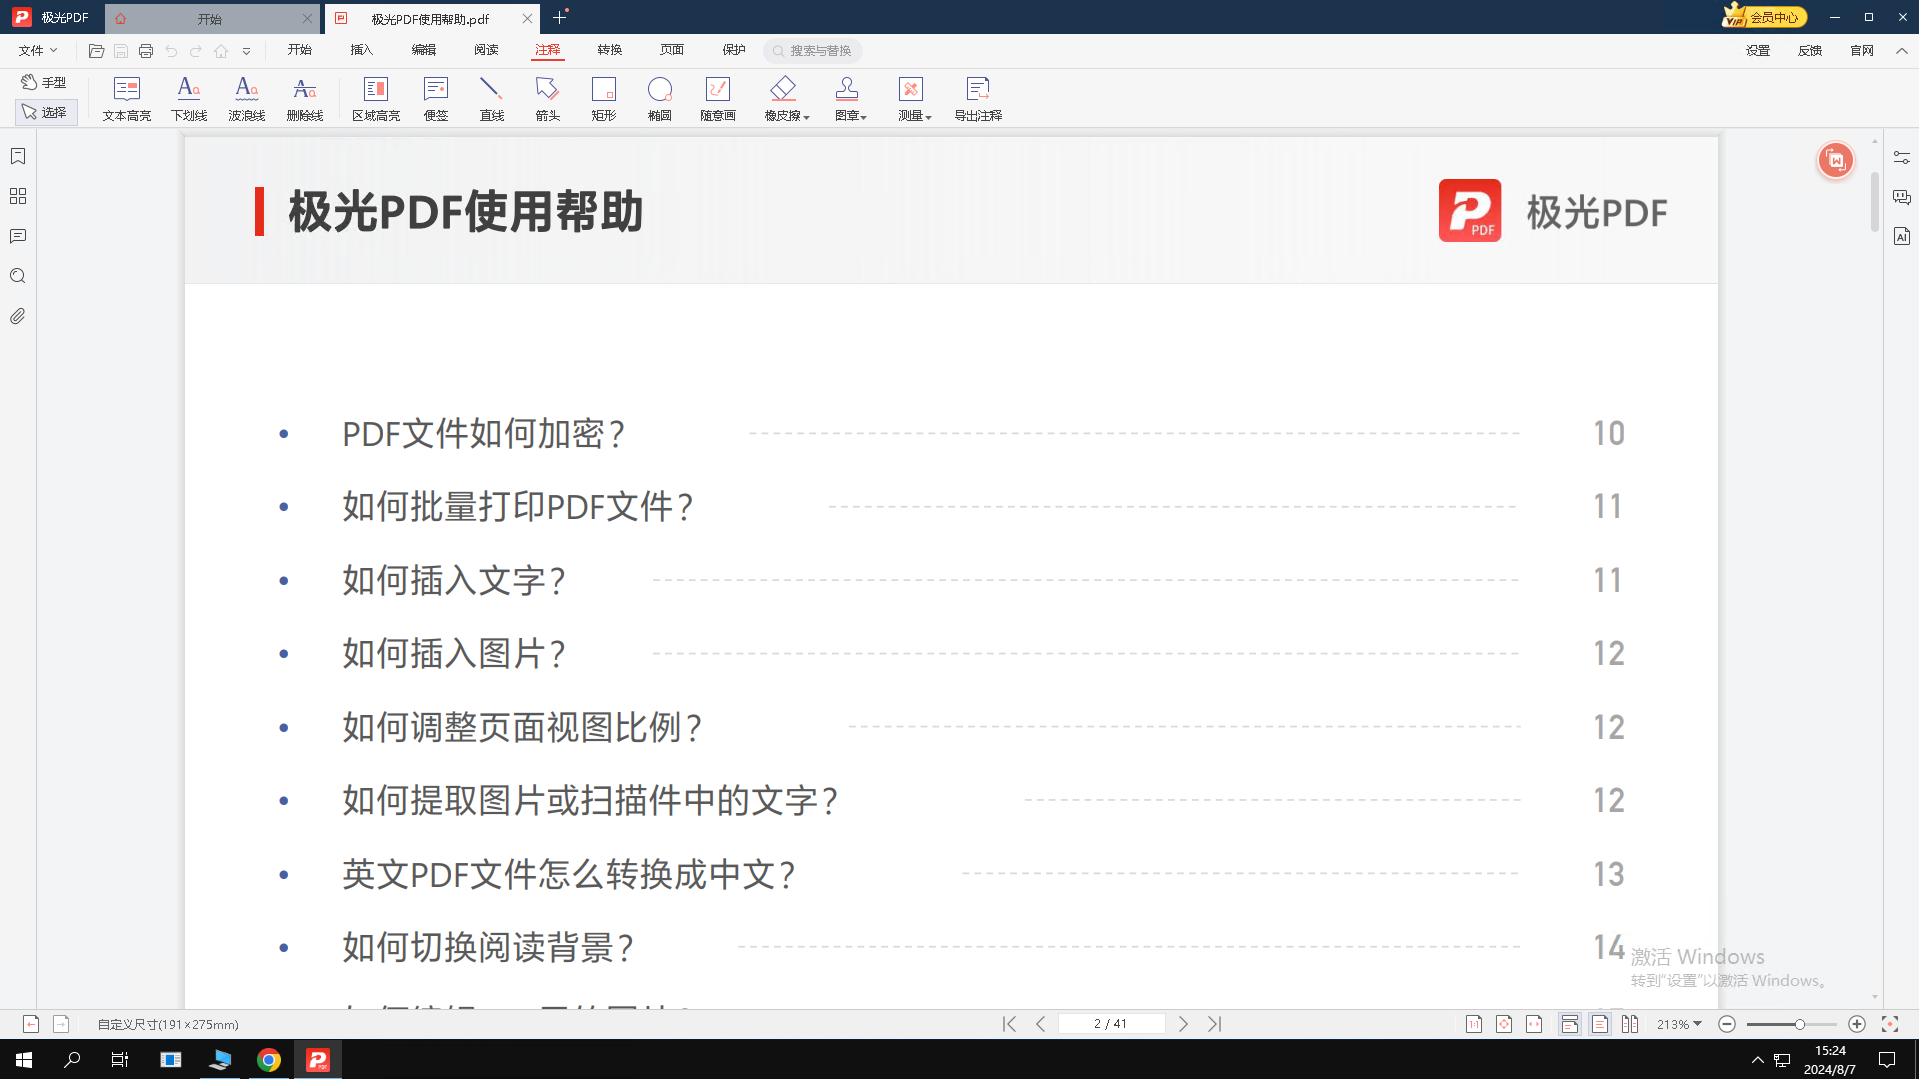 极光PDF
开始
极光PDF使用帮助.pdf
VIP
会员中心
文件
开始
插入
编辑
阅读
注释
转换
页面
保护
搜索与替换
设置
反馈
官网
手型
选择
文本高亮
下划线
波浪线
删除线
区域高亮
便签
直线
箭头
矩形
椭圆
随意画
橡皮擦
图章
测量
导出注释
极光PDF使用帮助
PDF
极光PDF
• PDF文件如何加密? 10
• 如何批量打印PDF文件? 11
• 如何插入文字? 11
• 如何插入图片? 12
• 如何调整页面视图比例? 12
• 如何提取图片或扫描件中的文字? 12
• 英文PDF文件怎么转换成中文? 13
• 如何切换阅读背景? 14
激活 Windows
转到"设置"以激活 Windows。
自定义尺寸(191×275mm)
2 / 41
213%
15:24
2024/8/7